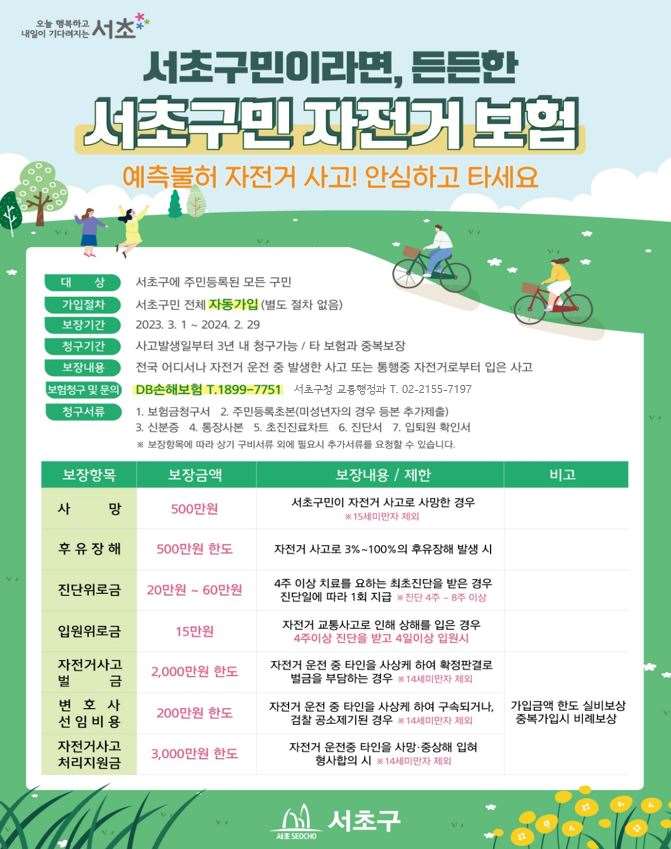 오늘 행복하고
내일이 기다려지는 서초
서초구민이라면, 든든한
서초구민 자전거 보험
예측불허 자전거 사고! 안심하고 타세요
대 상 서초구에 주민등록된 모든 구민
가입절차 서초구민 전체 자동가입 (별도 절차 없음)
보장기간 2023. 3. 1 ~ 2024. 2. 29
청구기간 사고발생일부터 3년 내 청구가능 / 타 보험과 중복보장
보장내용 전국 어디서나 자전거 운전 중 발생한 사고 또는 통행중 자전거로부터 입은 사고
보험청구 및 문의 DB손해보험 T.1899-7751 서초구청 교통행정과 T. 02-2155-7197
청구서류 1. 보험금청구서 2. 주민등록초본(미성년자의 경우 등본 추가제출)
3. 신분증 4. 통장사본 5. 초진진료차트 6. 진단서 7. 입퇴원 확인서
※ 보장항목에 따라 상기 구비서류 외에 필요시 추가서류를 요청할 수 있습니다.
보장항목 보장금액 보장내용 / 제한 비고
사 망 500만원 서초구민이 자전거 사고로 사망한 경우
※15세미만자 제외
후유장해 500만원 한도 자전거 사고로 3%~100%의 후유장해 발생 시
진단위로금 20만원 ~ 60만원 4주 이상 치료를 요하는 최초진단을 받은 경우
진단일에 따라 1회 지급 ※진단 4주 ~ 8주 이상
입원위로금 15만원 자전거 교통사고로 인해 상해를 입은 경우
4주이상 진단을 받고 4일이상 입원시
자전거사고 벌 금 2,000만원 한도 자전거 운전 중 타인을 사상케 하여 확정판결로
벌금을 부담하는 경우 ※14세미만자 제외
변 호 사 선임비용 200만원 한도 자전거 운전 중 타인을 사상케 하여 구속되거나,
검찰 공소제기된 경우 ※14세미만자 제외
가입금액 한도 실비보상
중복가입시 비례보상
자전거사고 처리지원금 3,000만원 한도 자전거 운전중 타인을 사망·중상해 입혀
형사합의 시 ※14세미만자 제외
서초 SEOCHO 서초구